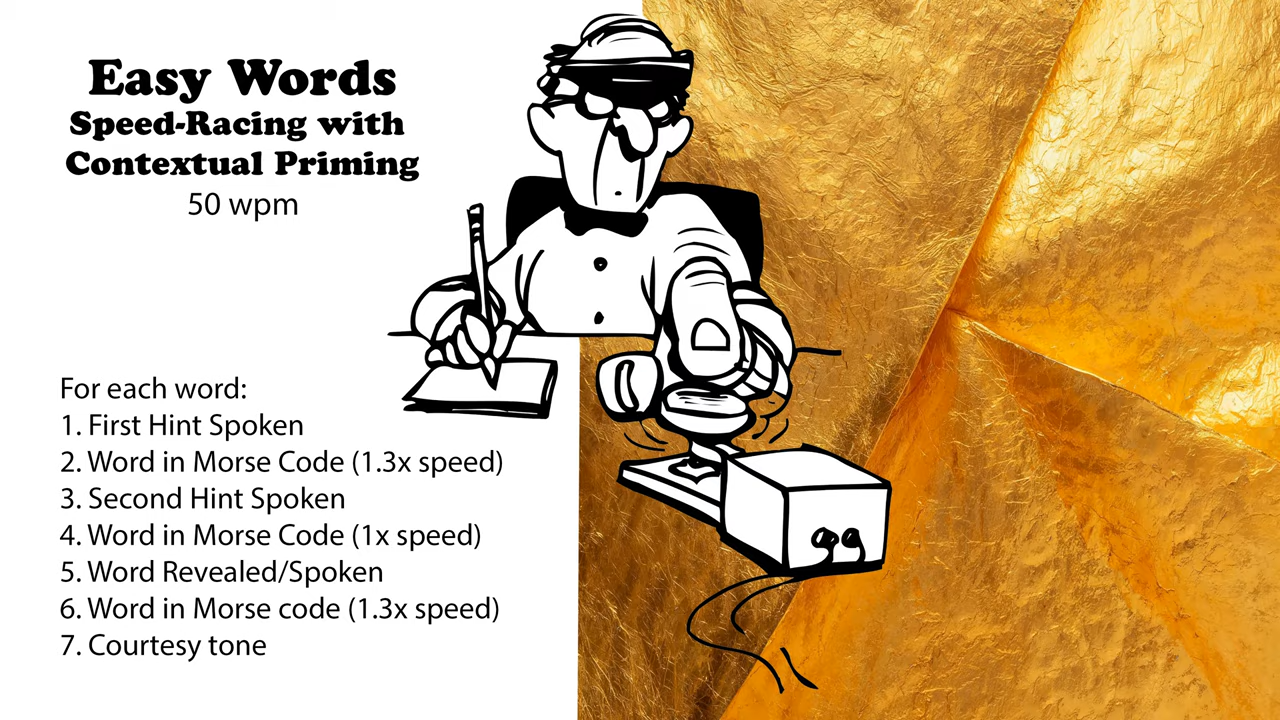 Easy Words
Speed-Racing with
Contextual Priming
50 wpm
For each word:
1. First Hint Spoken
2. Word in Morse Code (1.3x speed)
3. Second Hint Spoken
4. Word in Morse Code (1x speed)
5. Word Revealed/Spoken
6. Word in Morse code (1.3x speed)
7. Courtesy tone